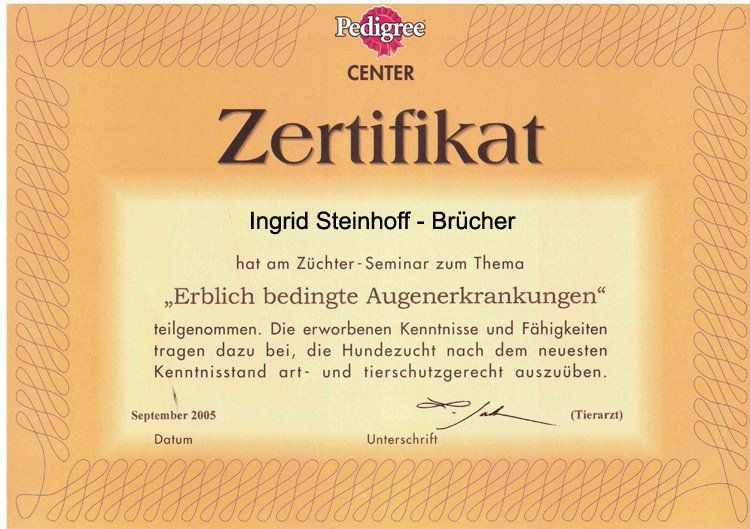 Pedigree
CENTER
Zertifikat
Ingrid Steinhoff - Brücher
hat am Züchter-Seminar zum Thema
„Erblich bedingte Augenerkrankungen“
teilgenommen. Die erworbenen Kenntnisse und Fähigkeiten
tragen dazu bei, die Hundezucht nach dem neuesten
Kenntnisstand art- und tierschutzgerecht auszuüben.
September 2005 (Tierarzt)
Datum Unterschrift